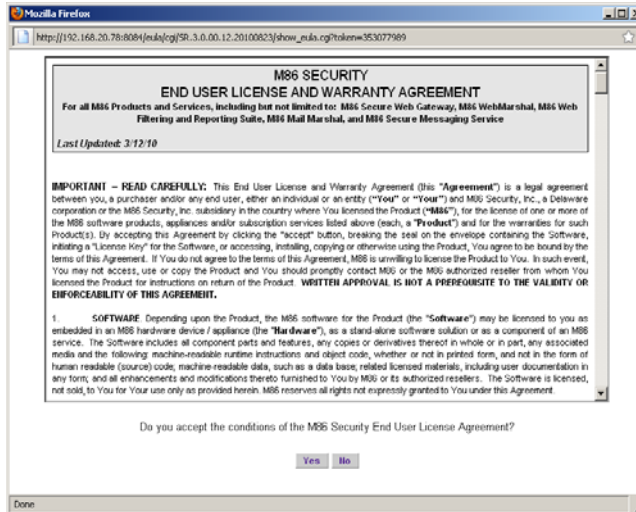 Mozilla Firefox
http://192.168.20.78:8084/eula/cgi/SR.3.0.00.12.20100823/show_eula.cgi?token=353077989
M86 SECURITY
END USER LICENSE AND WARRANTY AGREEMENT
For all M86 Products and Services, including but not limited to: M86 Secure Web Gateway, M86 WebMarshal, M86 Web
Filtering and Reporting Suite, M86 Mail Marshal, and M86 Secure Messaging Service
Last Updated: 3/12/10
IMPORTANT – READ CAREFULLY: This End User License and Warranty Agreement (this "Agreement") is a legal agreement
between you, a purchaser and/or any end user, either an individual or an entity ("You" or "Your") and M86 Security, Inc., a Delaware
corporation or the M86 Security, Inc. subsidiary in the country where You licensed the Product ("M86"), for the license of one or more of
the M86 software products, appliances and/or subscription services listed above (each, a "Product") and for the warranties for such
Product(s). By accepting this Agreement by clicking the "accept" button, breaking the seal on the envelope containing the Software,
initiating a "License Key" for the Software, or accessing, installing, copying or otherwise using the Product, You agree to be bound by the
terms of this Agreement. If You do not agree to the terms of this Agreement, M86 is unwilling to license the Product to You. In such event,
You may not access, use or copy the Product and You should promptly contact M86 or the M86 authorized reseller from whom You
licensed the Product for instructions on return of the Product. WRITTEN APPROVAL IS NOT A PREREQUISITE TO THE VALIDITY OR
ENFORCEABILITY OF THIS AGREEMENT.
1. SOFTWARE. Depending upon the Product, the M86 software for the Product (the "Software") may be licensed to you as
embedded in an M86 hardware device / appliance (the "Hardware"), as a stand-alone software solution or as a component of an M86
service. The Software includes all component parts and features, any copies or derivatives thereof in whole or in part, any associated
media and the following: machine-readable runtime instructions and object code, whether or not in printed form, and not in the form of
human readable (source) code; machine-readable data, such as a data base; related licensed materials, including user documentation in
any form; and all enhancements and modifications thereto furnished to You by M86 or its authorized resellers. The Software is licensed,
not sold, to You for Your use only as provided herein. M86 reserves all rights not expressly granted to You under this Agreement.
Do you accept the conditions of the M86 Security End User License Agreement?
Yes No
Done